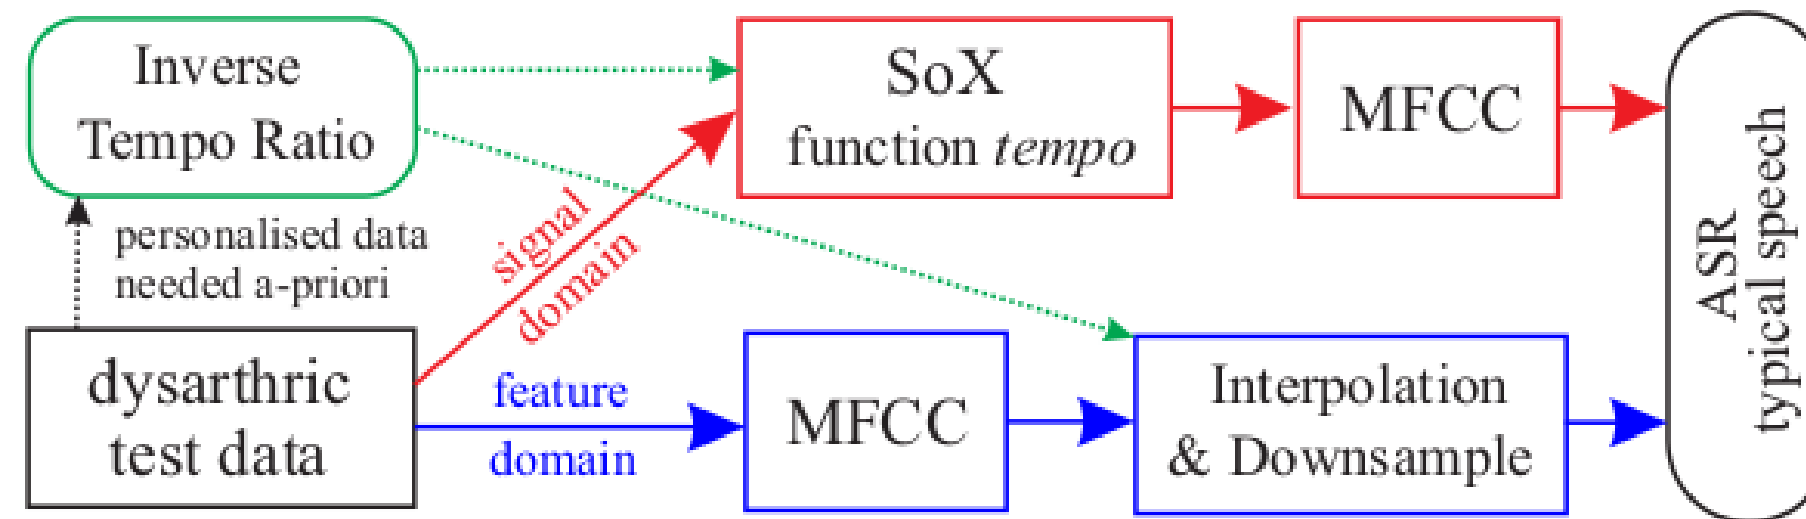 Inverse
Tempo Ratio
SoX
function tempo
MFCC
personalised data
needed a-priori
signal
domain
dysarthric
test data
feature
domain
MFCC
Interpolation
& Downsample
ASR
typical speech